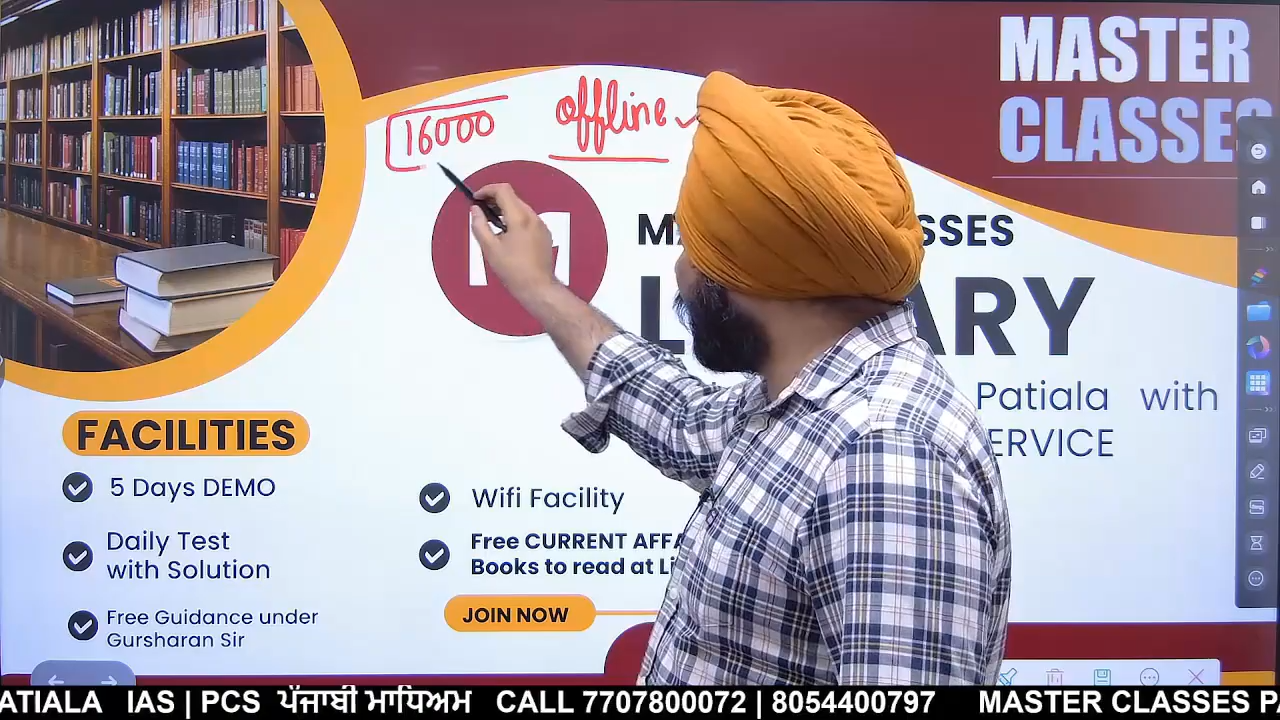 MASTER
CLASSES
16000 offline
SSES
ARY
Patiala with
ERVICE
FACILITIES
5 Days DEMO
Daily Test
with Solution
Free Guidance under
Gursharan Sir
Wifi Facility
Free CURRENT AFFA
Books to read at Li
JOIN NOW
ATIALA IAS | PCS ਪੰਜਾਬੀ ਮਾਧਿਅਮ CALL 7707800072 | 8054400797 MASTER CLASSES PA